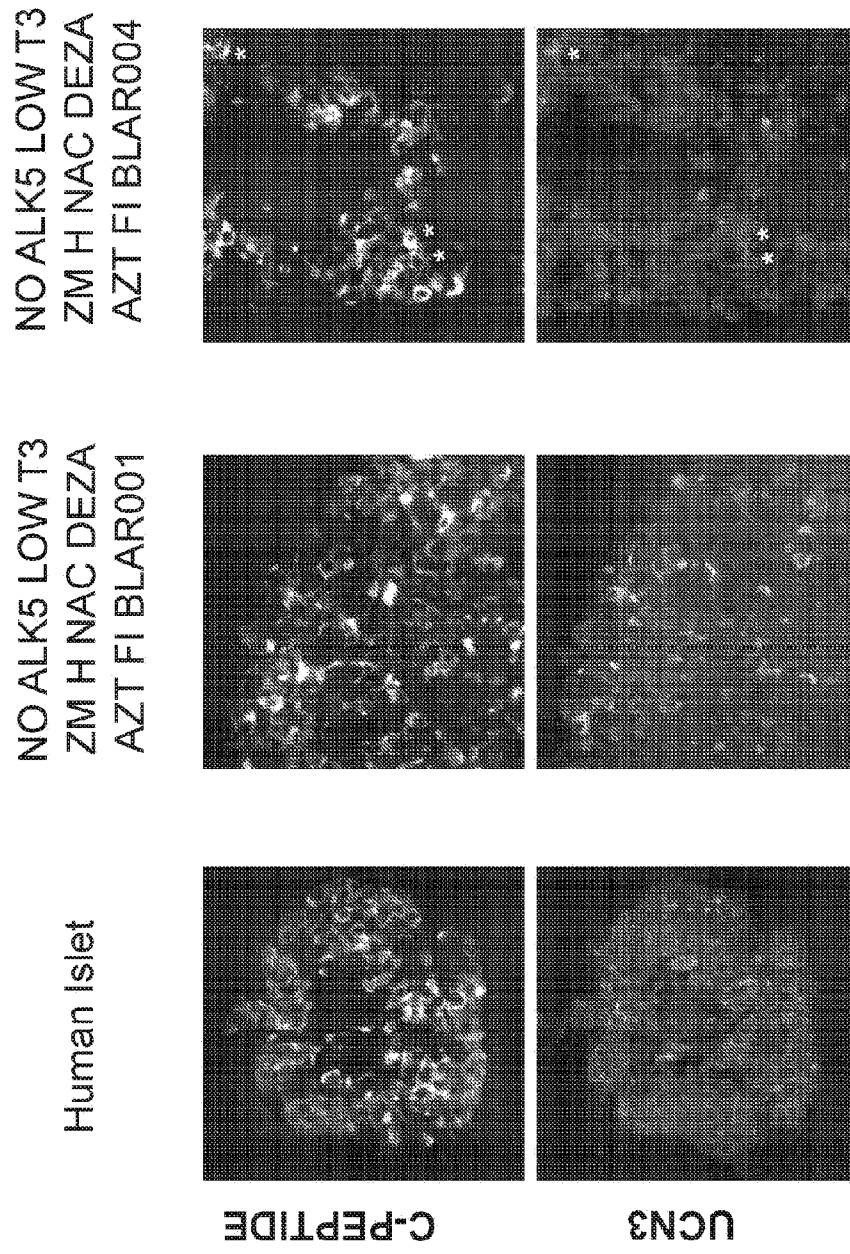 Human Islet
NO ALK5 LOW T3
ZM H NAC DEZA
AZT FI BLAR001
NO ALK5 LOW T3
ZM H NAC DEZA
AZT FI BLAR004
C-PEPTIDE
UCN3